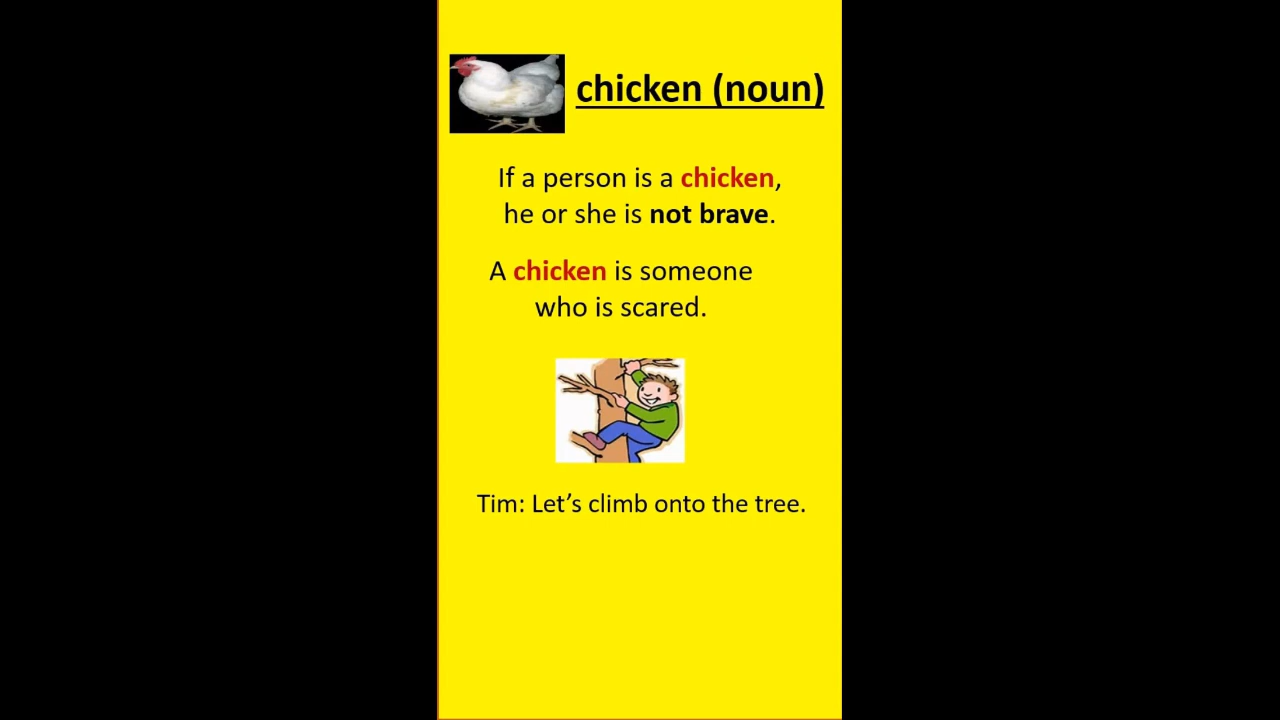 chicken (noun)
If a person is a chicken,
he or she is not brave.
A chicken is someone
who is scared.
Tim: Let’s climb onto the tree.